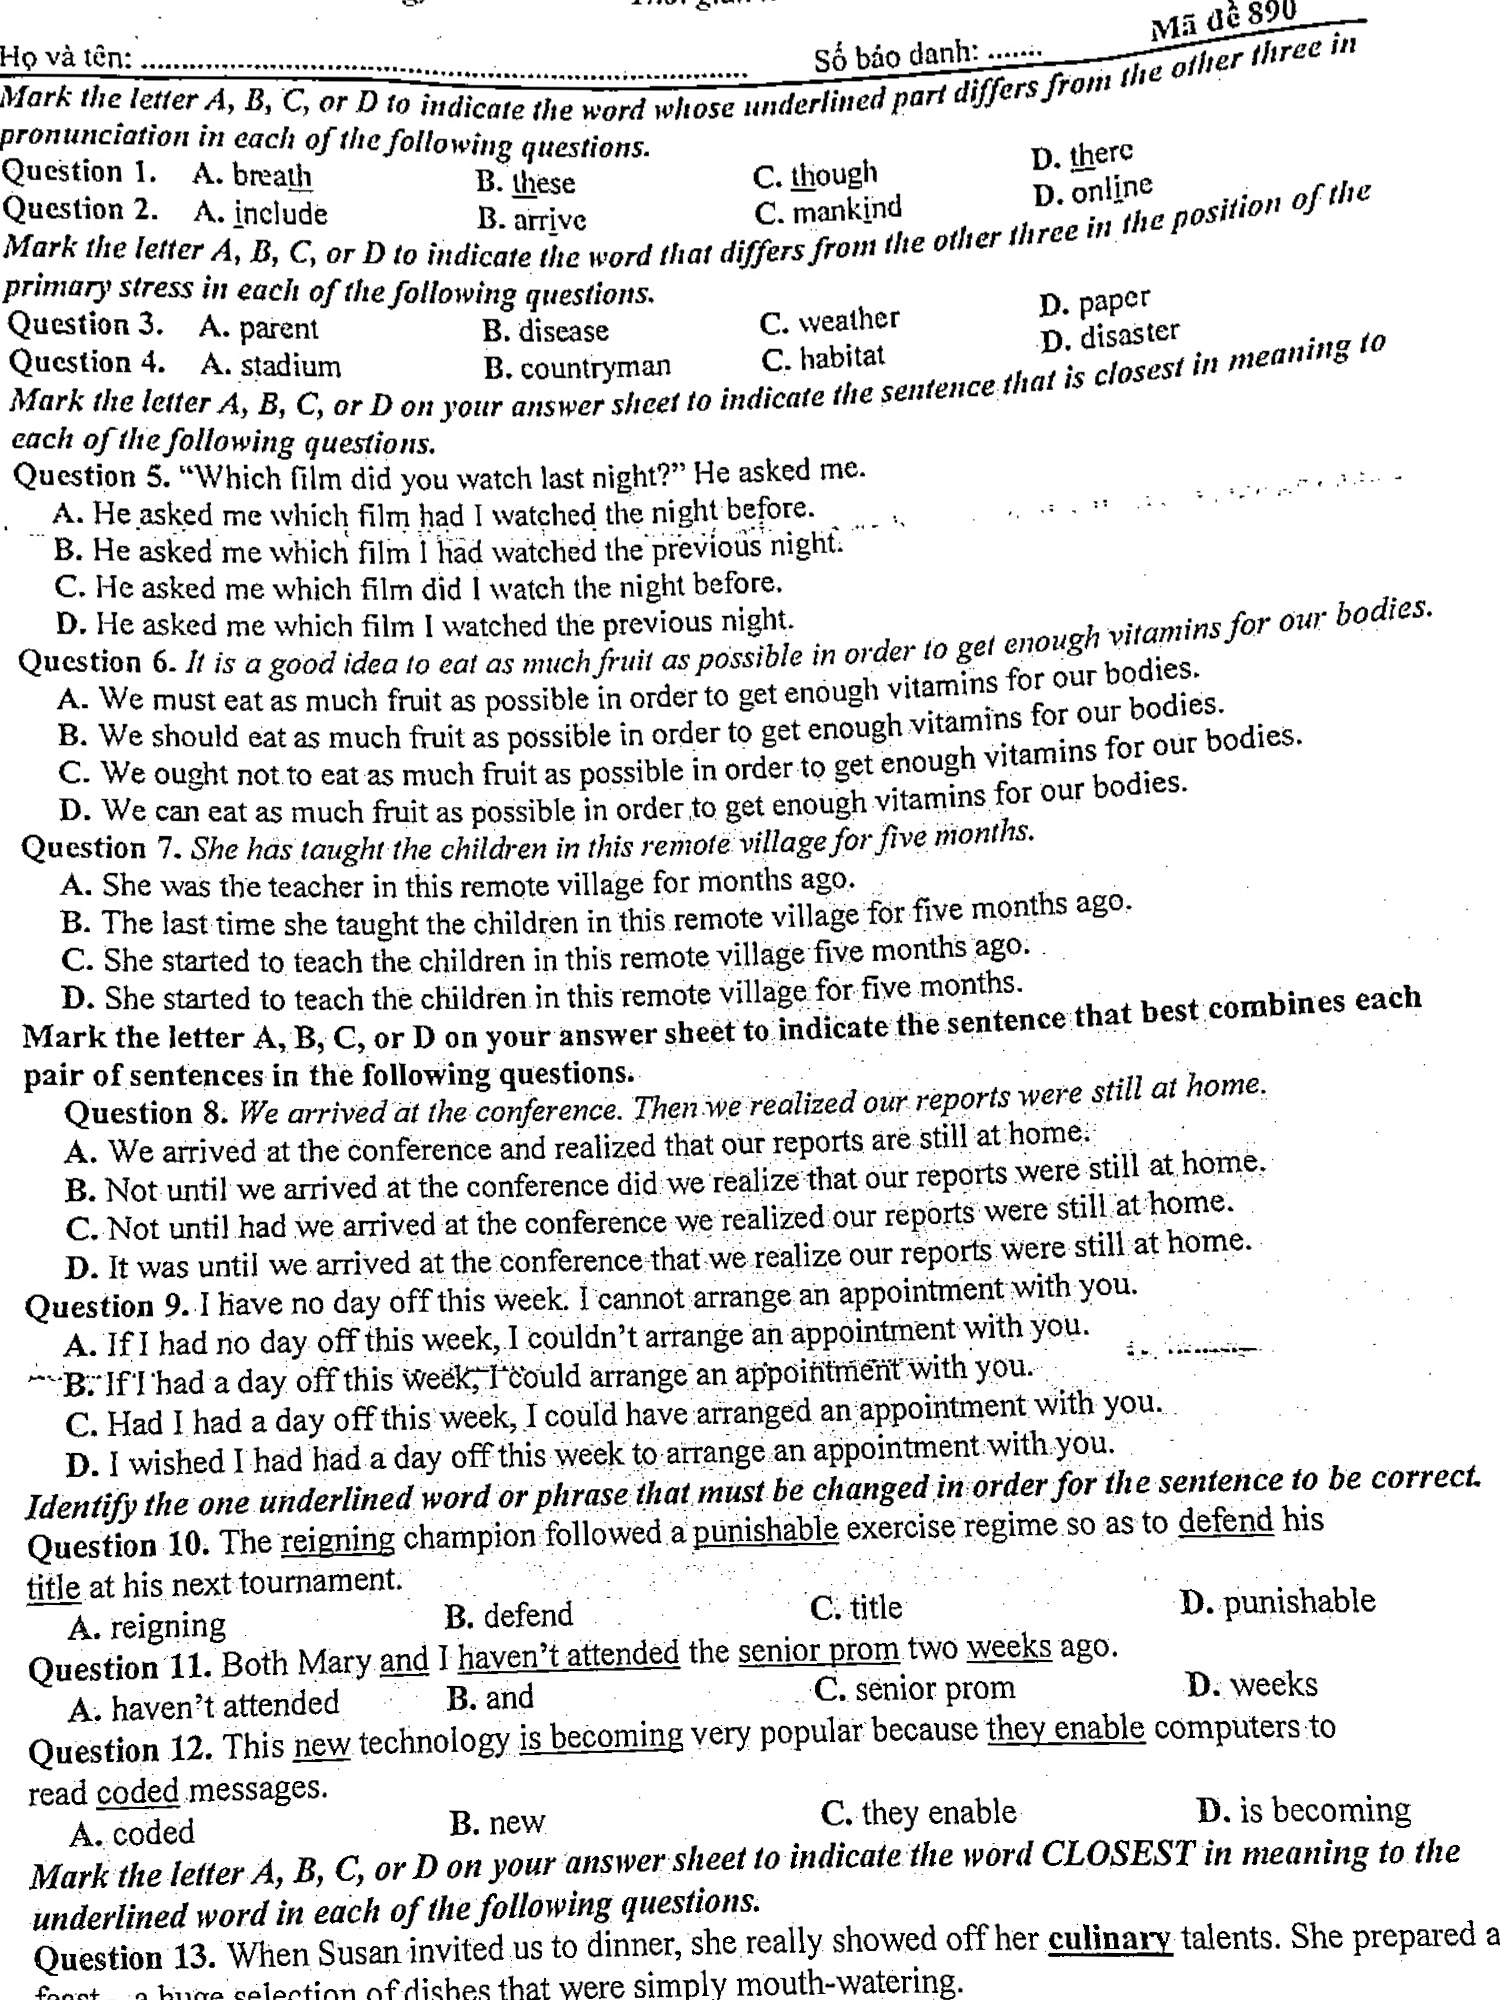 Mã đề 890
Họ và tên: ........................................................................................ Số báo danh: .......
Mark the letter A, B, C, or D to indicate the word whose underlined part differs from the other three in
pronunciation in each of the following questions.
Question 1. A. breath B. these C. though D. there
Question 2. A. include B. arrive C. mankind D. online
Mark the letter A, B, C, or D to indicate the word that differs from the other three in the position of the
primary stress in each of the following questions.
Question 3. A. parent B. disease C. weather D. paper
Question 4. A. stadium B. countryman C. habitat D. disaster
Mark the letter A, B, C, or D on your answer sheet to indicate the sentence that is closest in meaning to
each of the following questions.
Question 5. “Which film did you watch last night?” He asked me.
A. He asked me which film had I watched the night before.
B. He asked me which film I had watched the previous night.
C. He asked me which film did I watch the night before.
D. He asked me which film I watched the previous night.
Question 6. It is a good idea to eat as much fruit as possible in order to get enough vitamins for our bodies.
A. We must eat as much fruit as possible in order to get enough vitamins for our bodies.
B. We should eat as much fruit as possible in order to get enough vitamins for our bodies.
C. We ought not to eat as much fruit as possible in order to get enough vitamins for our bodies.
D. We can eat as much fruit as possible in order to get enough vitamins for our bodies.
Question 7. She has taught the children in this remote village for five months.
A. She was the teacher in this remote village for months ago.
B. The last time she taught the children in this remote village for five months ago.
C. She started to teach the children in this remote village five months ago.
D. She started to teach the children in this remote village for five months.
Mark the letter A, B, C, or D on your answer sheet to indicate the sentence that best combines each
pair of sentences in the following questions.
Question 8. We arrived at the conference. Then we realized our reports were still at home.
A. We arrived at the conference and realized that our reports are still at home.
B. Not until we arrived at the conference did we realize that our reports were still at home.
C. Not until had we arrived at the conference we realized our reports were still at home.
D. It was until we arrived at the conference that we realize our reports were still at home.
Question 9. I have no day off this week. I cannot arrange an appointment with you.
A. If I had no day off this week, I couldn’t arrange an appointment with you.
B. If I had a day off this week, I could arrange an appointment with you.
C. Had I had a day off this week, I could have arranged an appointment with you.
D. I wished I had had a day off this week to arrange an appointment with you.
Identify the one underlined word or phrase that must be changed in order for the sentence to be correct.
Question 10. The reigning champion followed a punishable exercise regime so as to defend his
title at his next tournament.
A. reigning B. defend C. title D. punishable
Question 11. Both Mary and I haven’t attended the senior prom two weeks ago.
A. haven’t attended B. and C. senior prom D. weeks
Question 12. This new technology is becoming very popular because they enable computers to
read coded messages.
A. coded B. new C. they enable D. is becoming
Mark the letter A, B, C, or D on your answer sheet to indicate the word CLOSEST in meaning to the
underlined word in each of the following questions.
Question 13. When Susan invited us to dinner, she really showed off her culinary talents. She prepared a
feast - a huge selection of dishes that were simply mouth-watering.